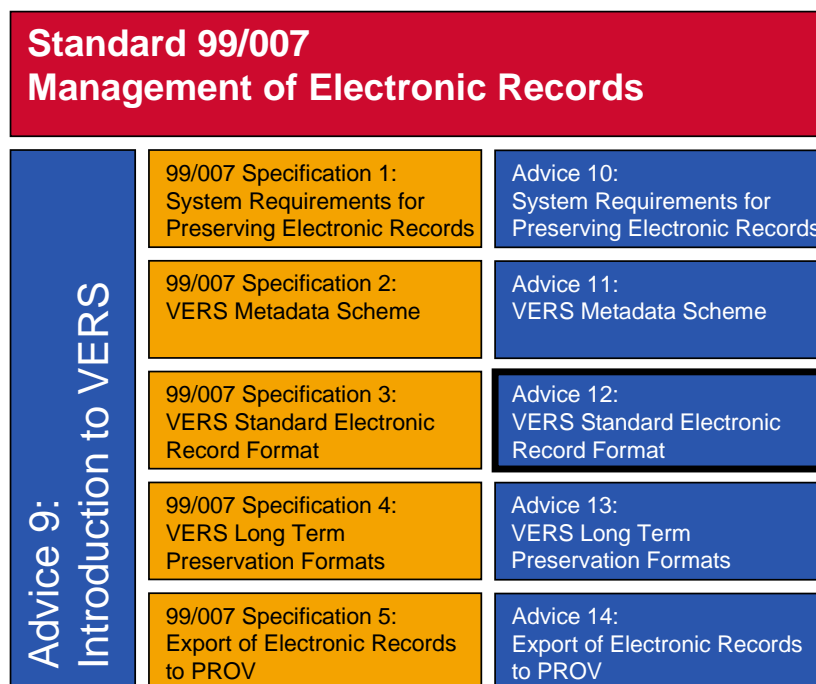 Standard 99/007
Management of Electronic Records
Advice 9:
Introduction to VERS
99/007 Specification 1:
System Requirements for
Preserving Electronic Records
Advice 10:
System Requirements for
Preserving Electronic Records
99/007 Specification 2:
VERS Metadata Scheme
Advice 11:
VERS Metadata Scheme
99/007 Specification 3:
VERS Standard Electronic
Record Format
Advice 12:
VERS Standard Electronic
Record Format
99/007 Specification 4:
VERS Long Term
Preservation Formats
Advice 13:
VERS Long Term
Preservation Formats
99/007 Specification 5:
Export of Electronic Records
to PROV
Advice 14:
Export of Electronic Records
to PROV